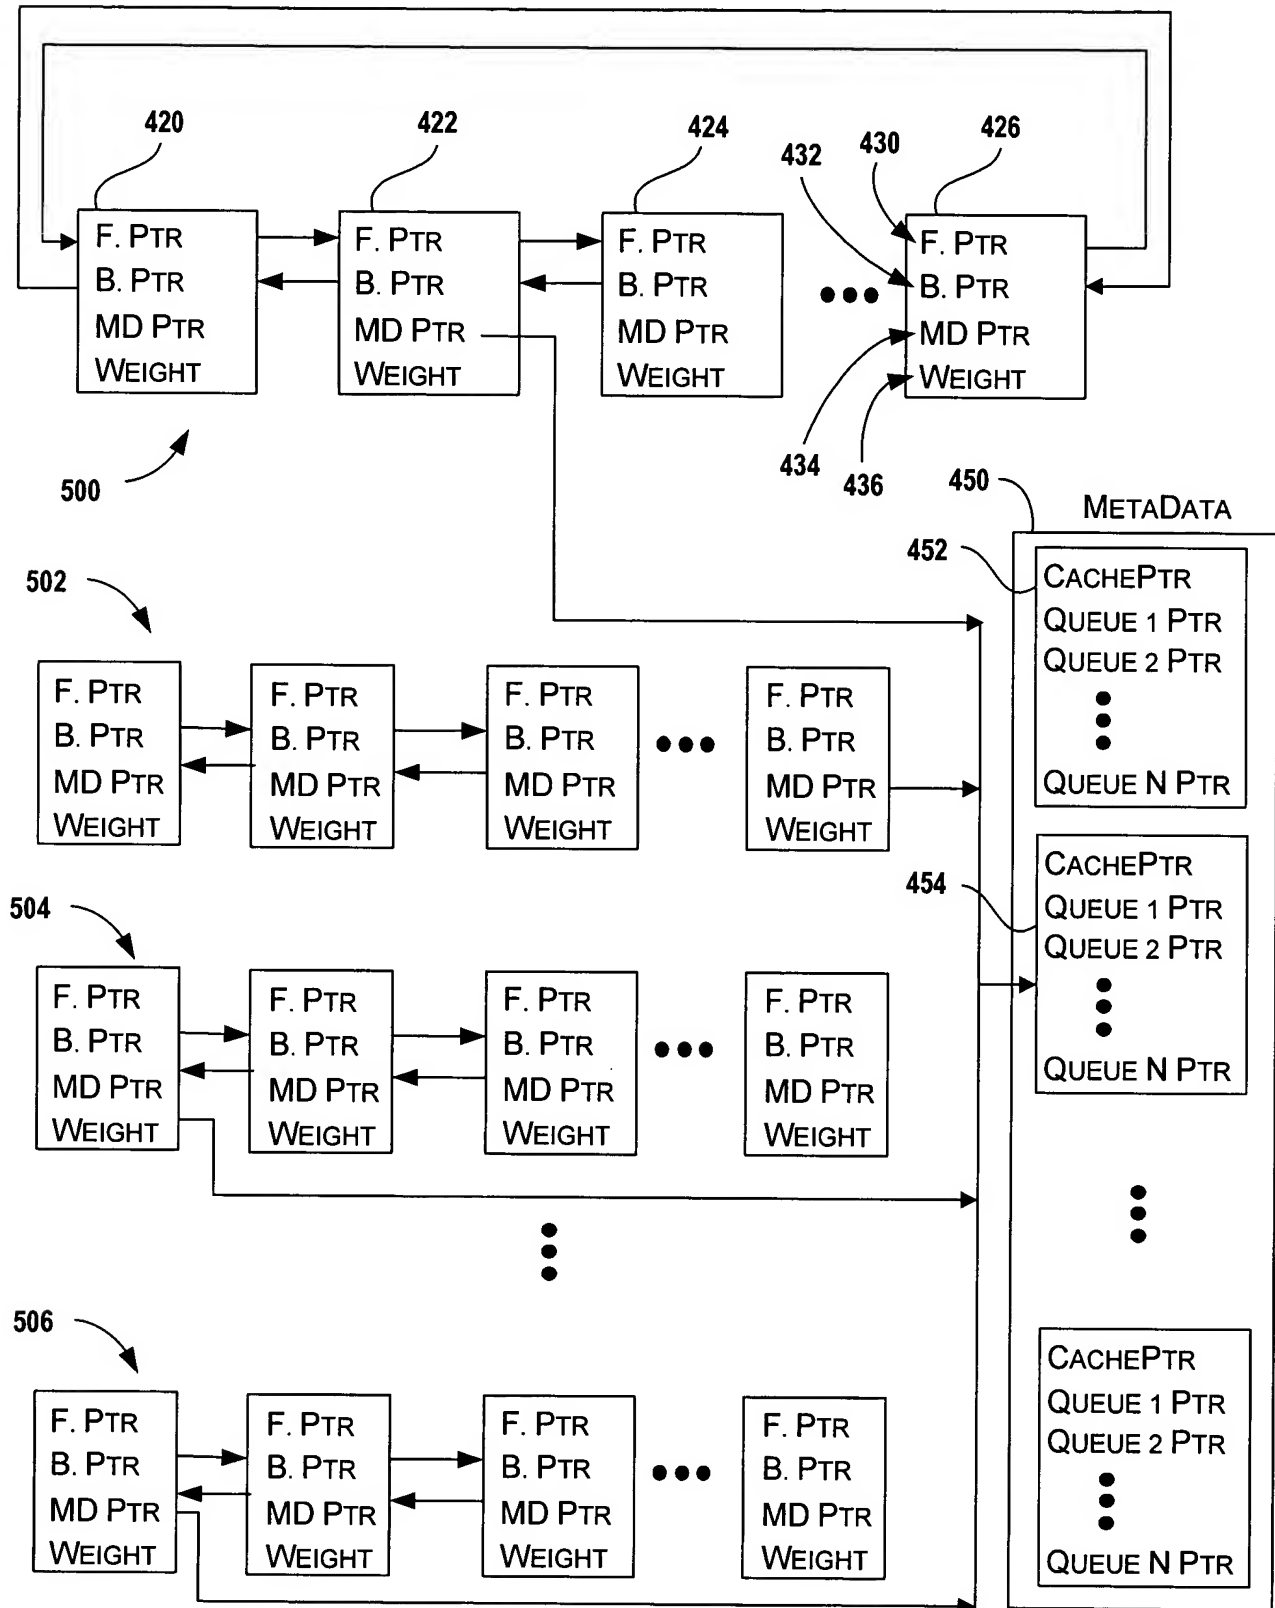 420
422
424
426
430
432
F. PTR
B. PTR
MD PTR
WEIGHT
F. PTR
B. PTR
MD PTR
WEIGHT
F. PTR
B. PTR
MD PTR
WEIGHT
F. PTR
B. PTR
MD PTR
WEIGHT
434
436
500
450
METADATA
452
CACHEPTR
QUEUE 1 PTR
QUEUE 2 PTR
QUEUE N PTR
502
F. PTR
B. PTR
MD PTR
WEIGHT
F. PTR
B. PTR
MD PTR
WEIGHT
F. PTR
B. PTR
MD PTR
WEIGHT
F. PTR
B. PTR
MD PTR
WEIGHT
454
CACHEPTR
QUEUE 1 PTR
QUEUE 2 PTR
QUEUE N PTR
504
F. PTR
B. PTR
MD PTR
WEIGHT
F. PTR
B. PTR
MD PTR
WEIGHT
F. PTR
B. PTR
MD PTR
WEIGHT
F. PTR
B. PTR
MD PTR
WEIGHT
506
F. PTR
B. PTR
MD PTR
WEIGHT
F. PTR
B. PTR
MD PTR
WEIGHT
F. PTR
B. PTR
MD PTR
WEIGHT
F. PTR
B. PTR
MD PTR
WEIGHT
CACHEPTR
QUEUE 1 PTR
QUEUE 2 PTR
QUEUE N PTR